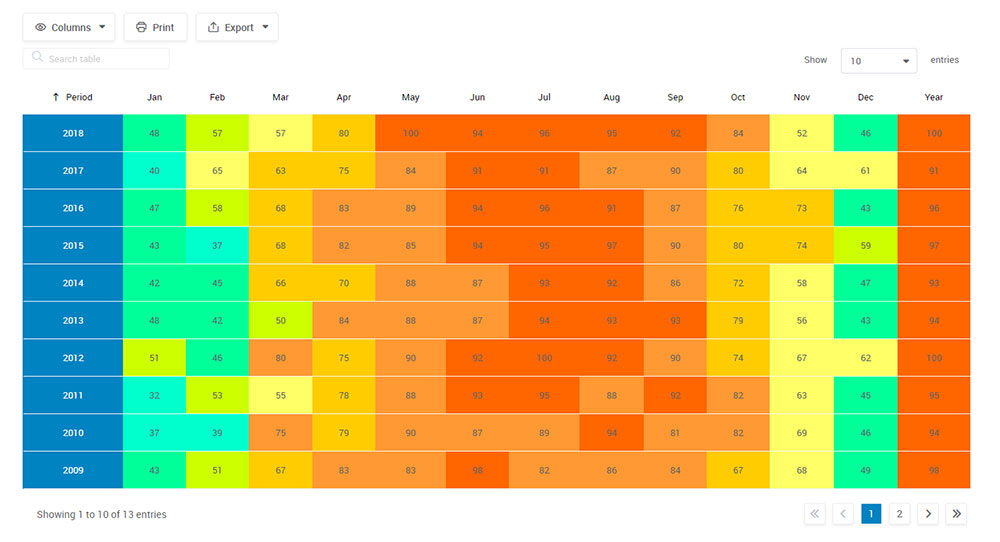 Columns Print Export
Search table
Show 10 entries
Period Jan Feb Mar Apr May Jun Jul Aug Sep Oct Nov Dec Year
2018 48 57 57 80 100 94 96 95 92 84 52 46 100
2017 40 65 63 75 84 91 91 87 90 80 64 61 91
2016 47 58 68 83 89 94 96 91 87 76 73 43 96
2015 43 37 68 82 85 94 95 97 90 80 74 59 97
2014 42 45 66 70 88 87 93 92 86 72 58 47 93
2013 48 42 50 84 88 87 94 93 93 79 56 43 94
2012 51 46 80 75 90 92 100 92 90 74 67 62 100
2011 32 53 55 78 88 93 95 88 92 82 63 45 95
2010 37 39 75 79 90 87 89 94 81 82 69 46 94
2009 43 51 67 83 83 98 82 86 84 67 68 49 98
Showing 1 to 10 of 13 entries
1 2